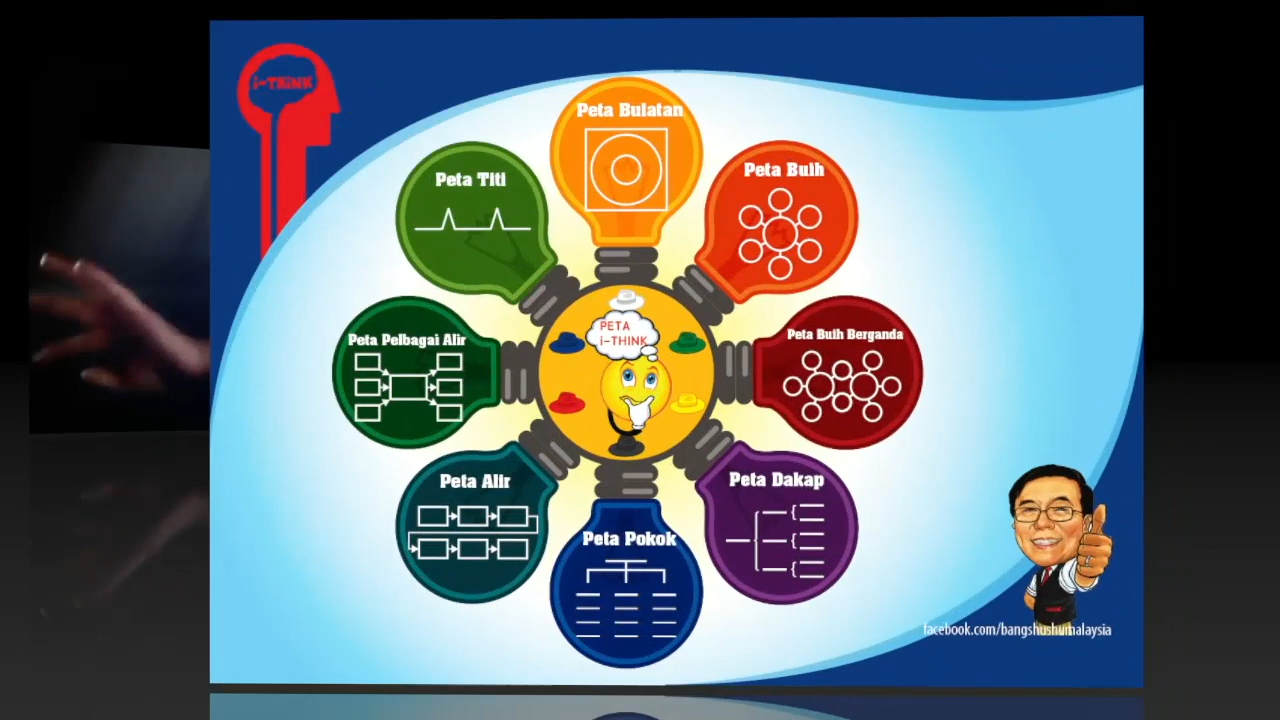 i-THiNK
Peta Bulatan
Peta Buih
Peta Titi
Peta Buih Berganda
Peta Pelbagai Alir
PETA
i-THINK
Peta Dakap
Peta Alir
Peta Pokok
facebook.com/bangshushumalaysia